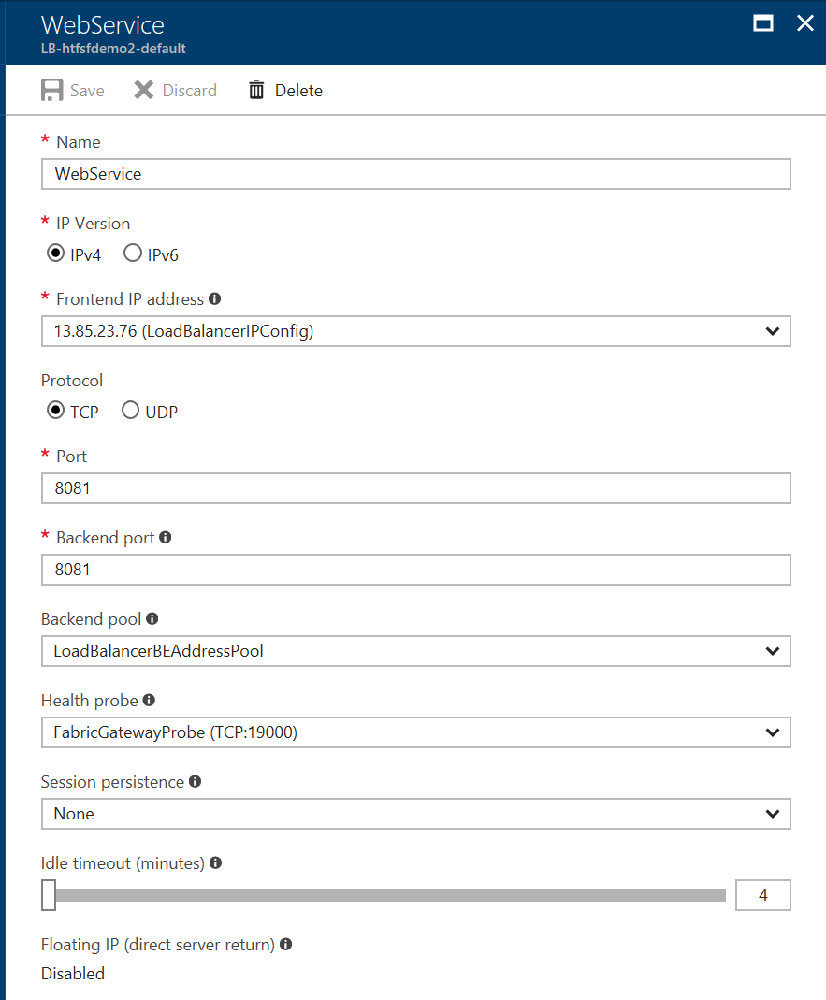 WebService
LB-htfsfdemo2-default
Save Discard Delete
* Name
WebService
* IP Version
IPv4 IPv6
* Frontend IP address
13.85.23.76 (LoadBalancerIPConfig)
Protocol
TCP UDP
* Port
8081
* Backend port
8081
Backend pool
LoadBalancerBEAddressPool
Health probe
FabricGatewayProbe (TCP:19000)
Session persistence
None
Idle timeout (minutes)
4
Floating IP (direct server return)
Disabled